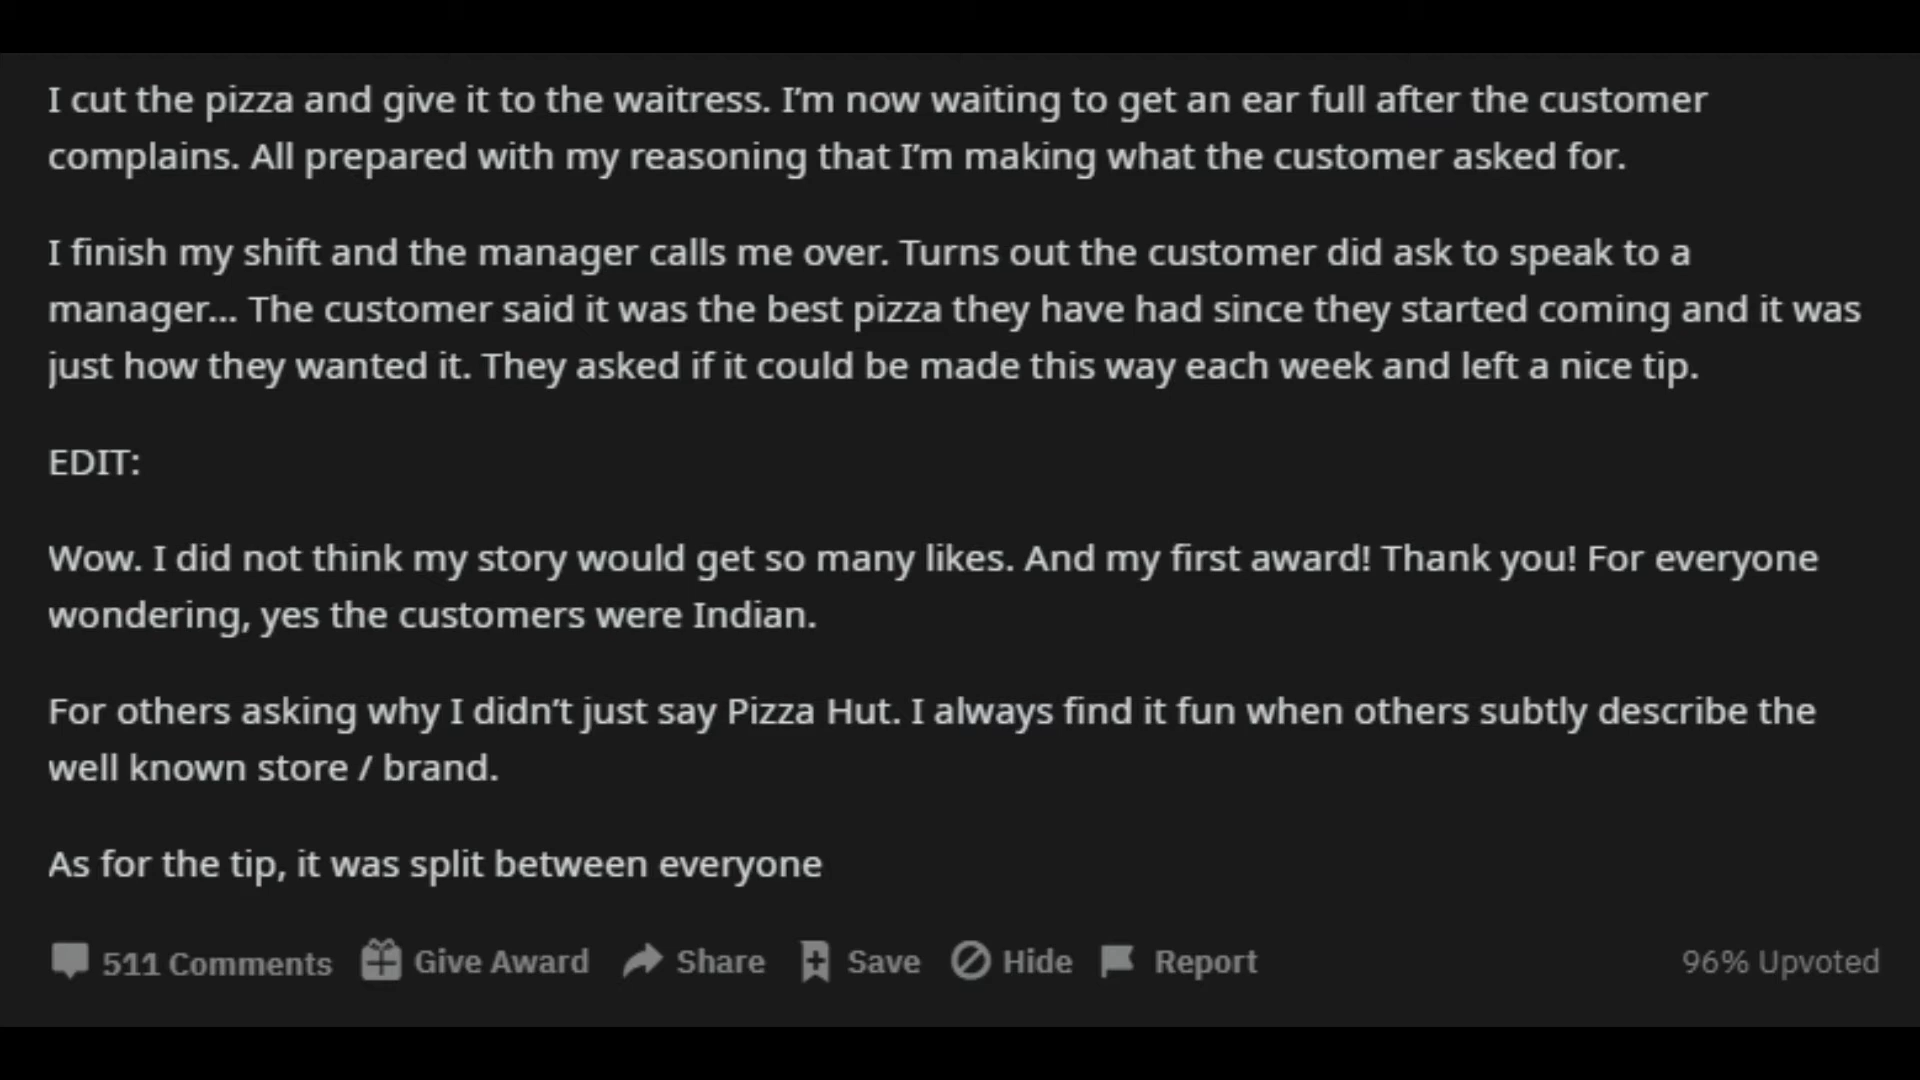 I cut the pizza and give it to the waitress. I’m now waiting to get an ear full after the customer
complains. All prepared with my reasoning that I’m making what the customer asked for.
I finish my shift and the manager calls me over. Turns out the customer did ask to speak to a
manager... The customer said it was the best pizza they have had since they started coming and it was
just how they wanted it. They asked if it could be made this way each week and left a nice tip.
EDIT:
Wow. I did not think my story would get so many likes. And my first award! Thank you! For everyone
wondering, yes the customers were Indian.
For others asking why I didn’t just say Pizza Hut. I always find it fun when others subtly describe the
well known store / brand.
As for the tip, it was split between everyone
511 Comments Give Award Share Save Hide Report 96% Upvoted